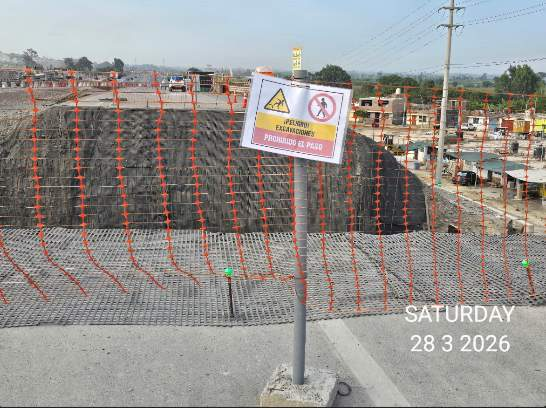 ¡PELIGRO!
EXCAVACIONES
PROHIBIDO EL PASO
SATURDAY
28 3 2026